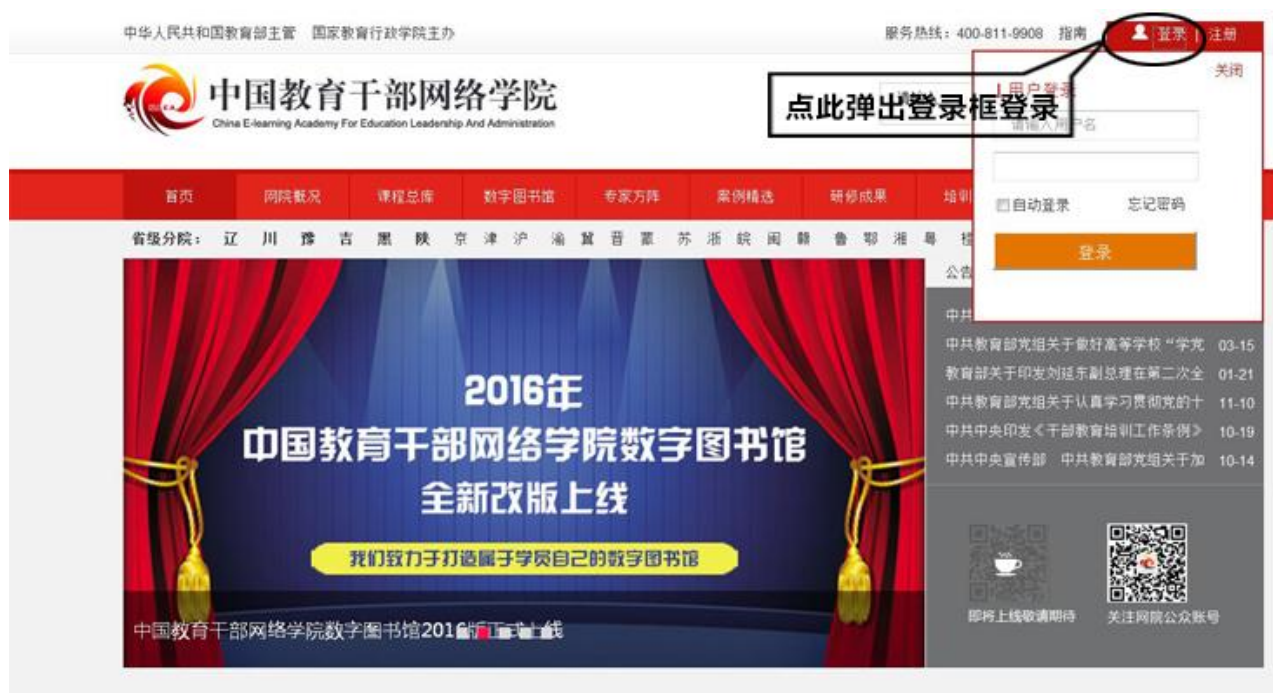 中华人民共和国教育部主管 国家教育行政学院主办
服务热线：400-811-9908 指南
登录 | 注册
关闭
中国教育干部网络学院
China E-learning Academy For Education Leadership And Administration
点此弹出登录框登录
用户登录
请输入用户名
自动登录 忘记密码
登录
首页 网院概况 课程总库 数字图书馆 专家方阵 案例精选 研修成果 培训
省级分院： 辽 川 豫 吉 黑 陕 京 津 沪 渝 冀 晋 蒙 苏 浙 皖 闽 赣 鲁 鄂 湘 粤
公告
中共
中共教育部党组关于做好高等学校“学党 03-15
教育部关于印发刘延东副总理在第二次全 01-21
中共教育部党组关于认真学习贯彻党的十 11-10
中共中央印发《干部教育培训工作条例》 10-19
中共中央宣传部 中共教育部党组关于加 10-14
2016年
中国教育干部网络学院数字图书馆
全新改版上线
我们致力于打造属于学员自己的数字图书馆
中国教育干部网络学院数字图书馆2016版正式上线
即将上线敬请期待 关注网院公众账号